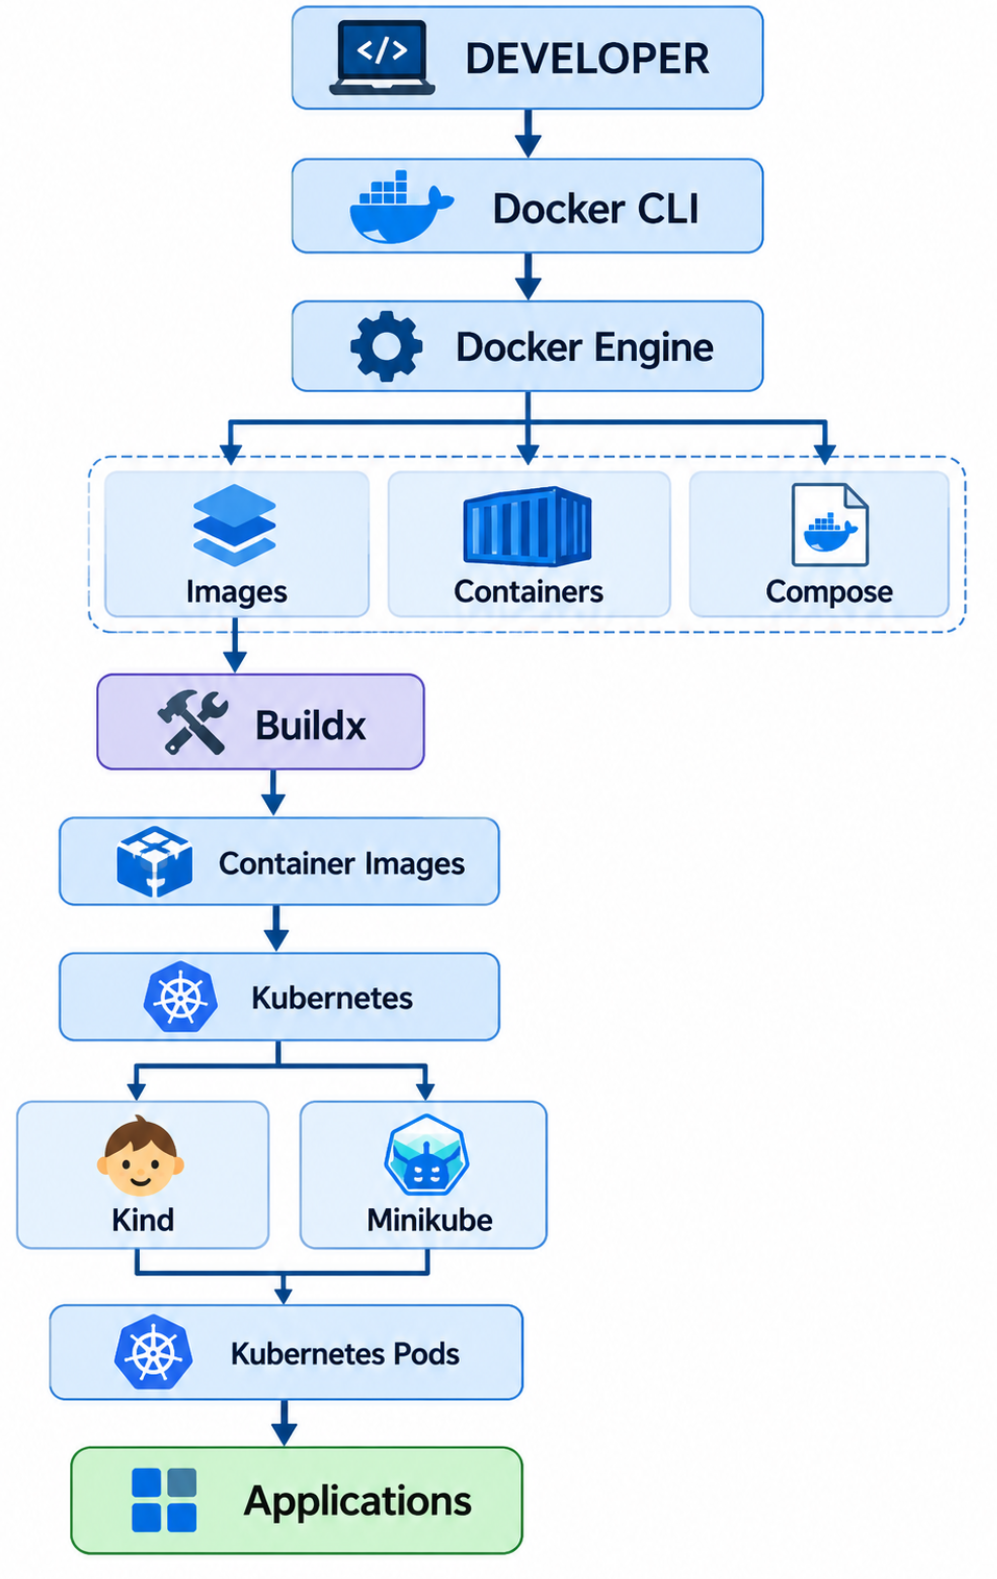 </>
DEVELOPER
Docker CLI
Docker Engine
Images
Containers
Compose
Buildx
Container Images
Kubernetes
Kind
Minikube
Kubernetes Pods
Applications